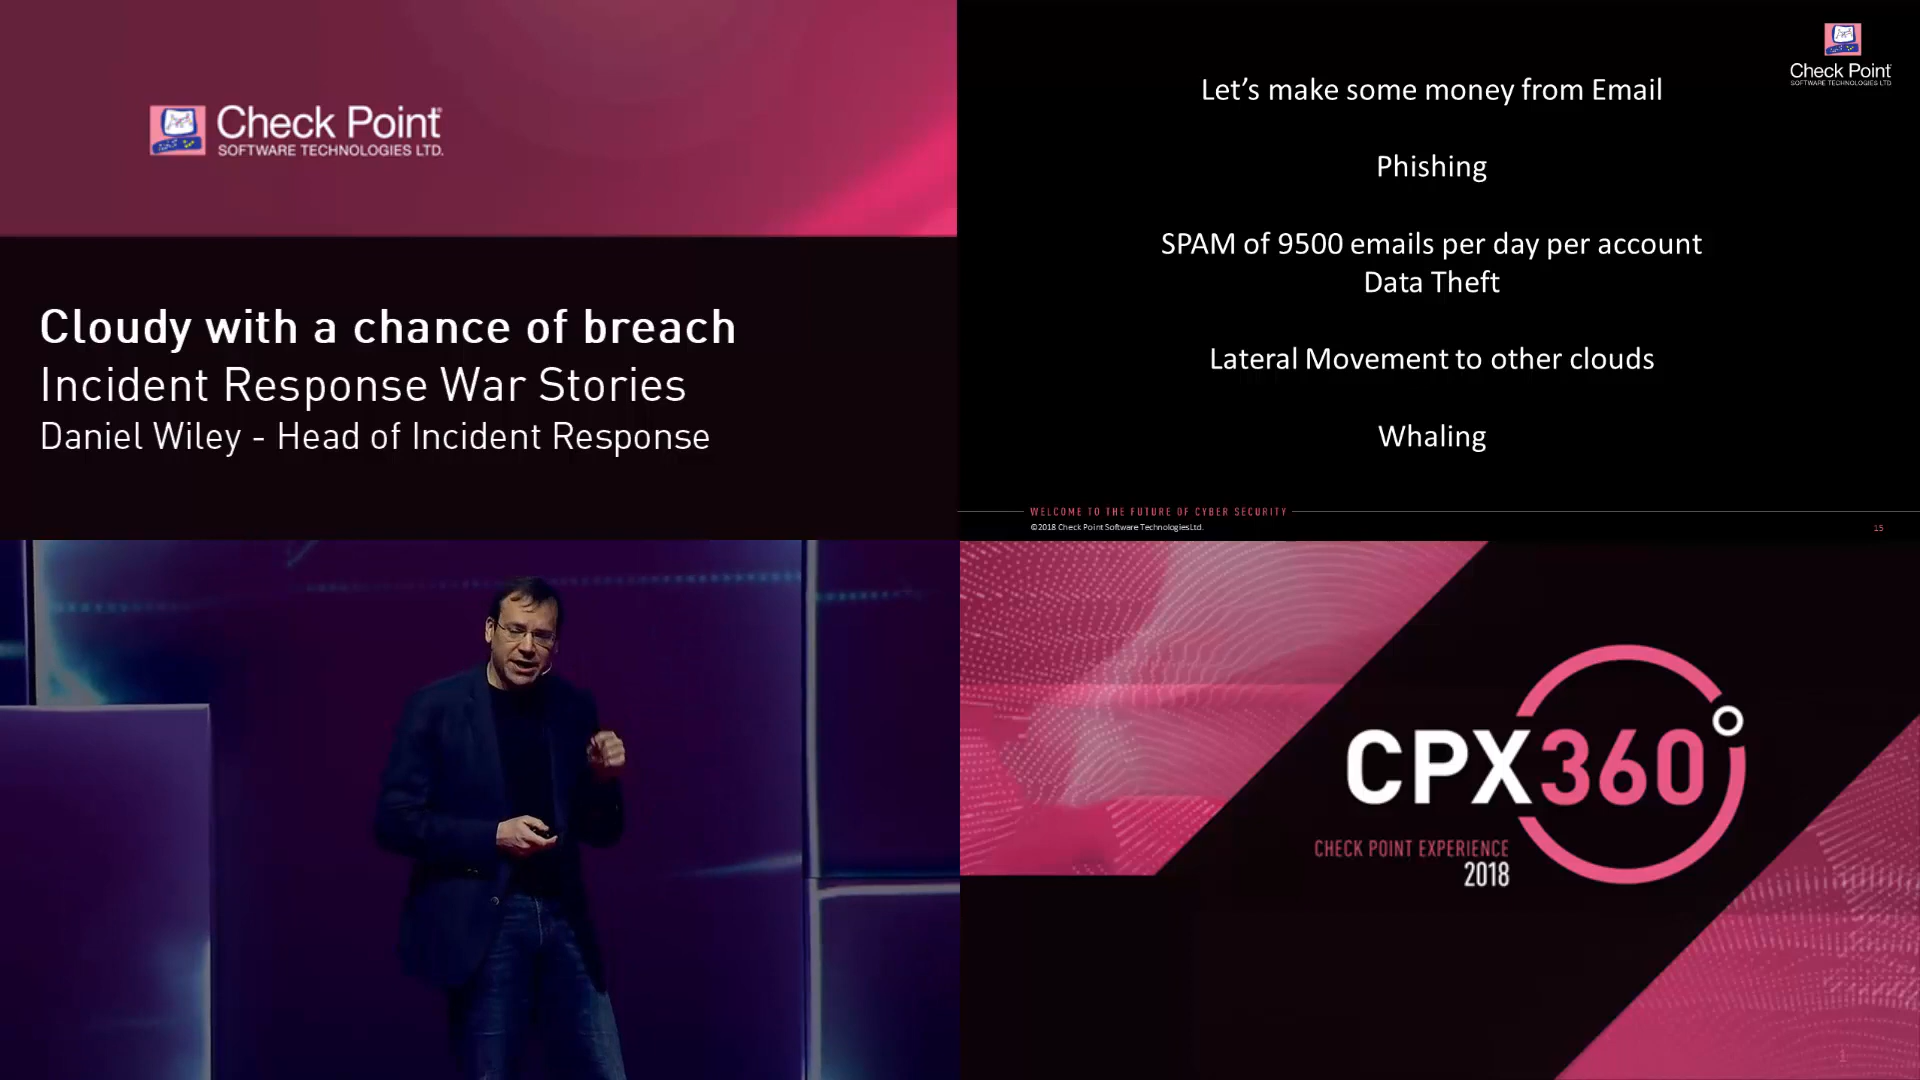 Check Point
SOFTWARE TECHNOLOGIES LTD.
Cloudy with a chance of breach
Incident Response War Stories
Daniel Wiley - Head of Incident Response
Check Point
SOFTWARE TECHNOLOGIES LTD
Let's make some money from Email
Phishing
SPAM of 9500 emails per day per account
Data Theft
Lateral Movement to other clouds
Whaling
WELCOME TO THE FUTURE OF CYBER SECURITY
©2018 Check Point Software Technologies Ltd.
15
CPX360°
CHECK POINT EXPERIENCE
2018
1